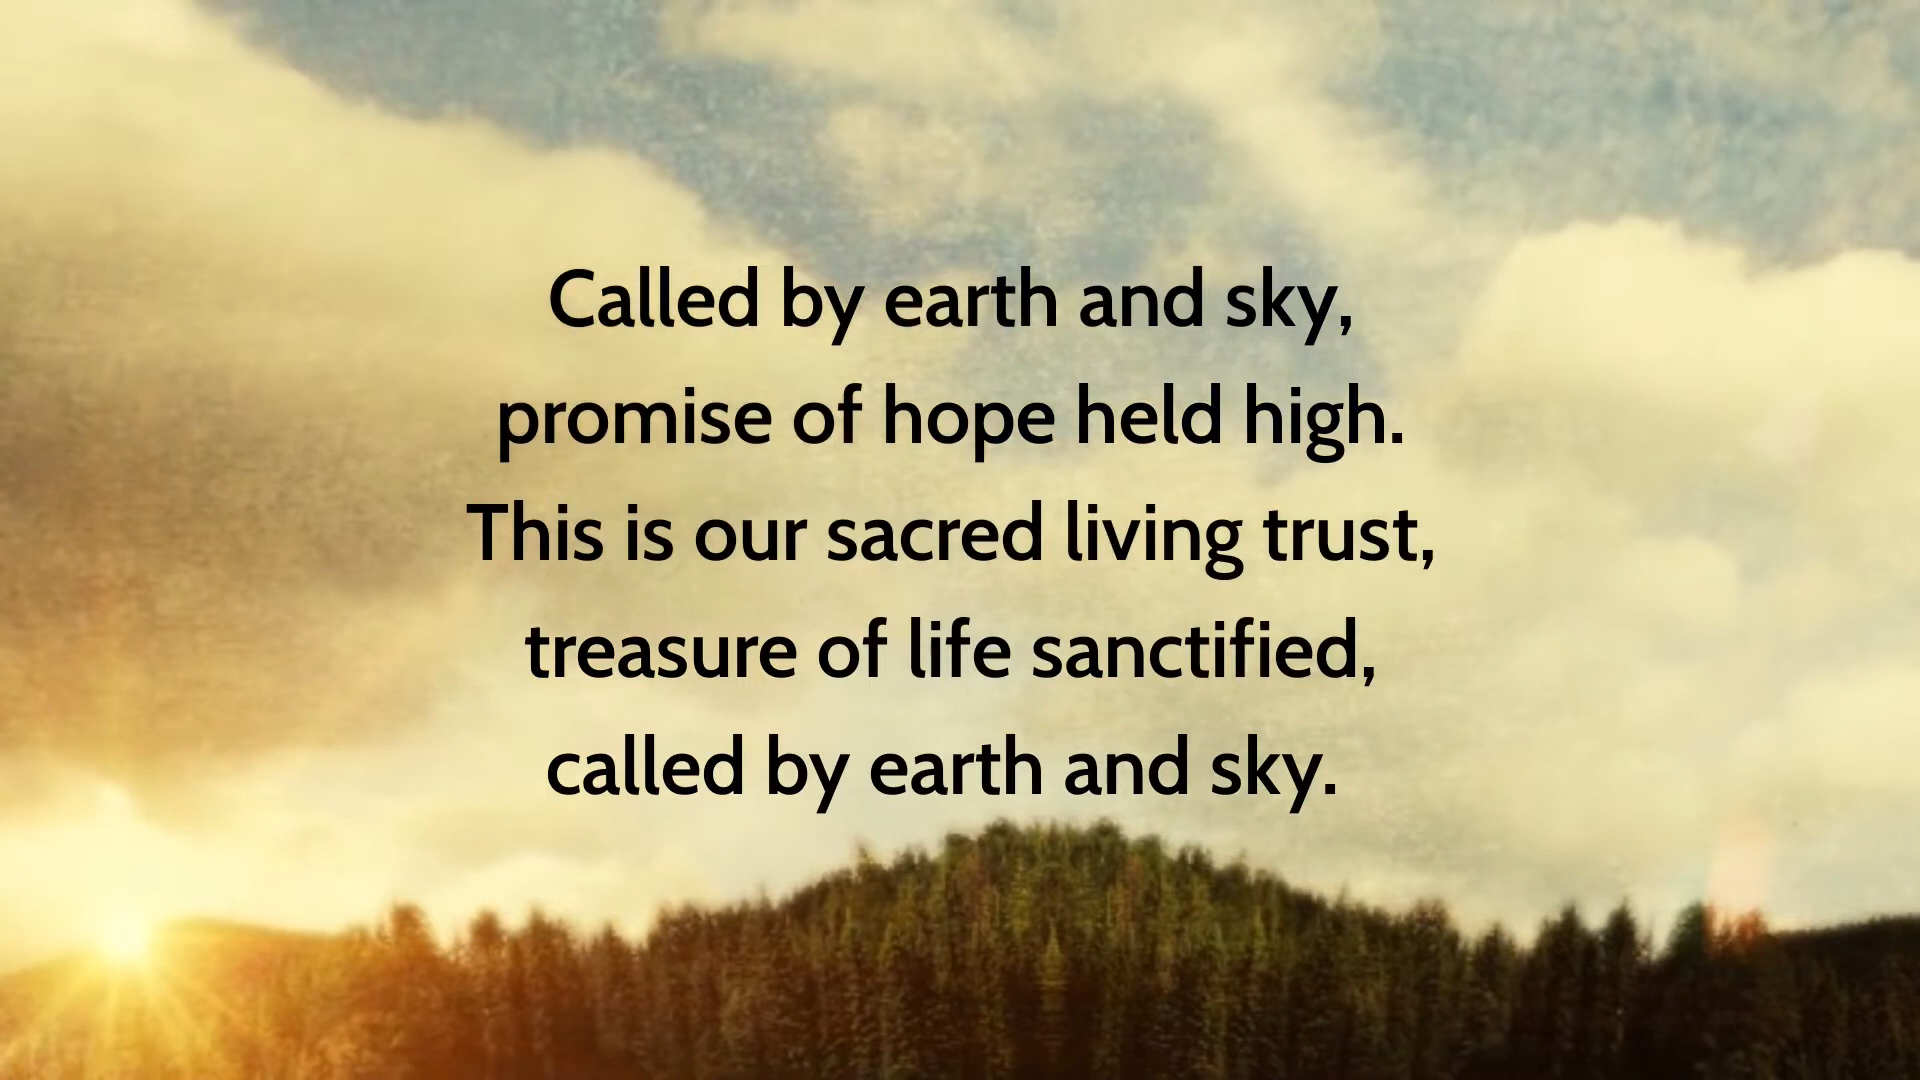 Called by earth and sky,
promise of hope held high.
This is our sacred living trust,
treasure of life sanctified,
called by earth and sky.